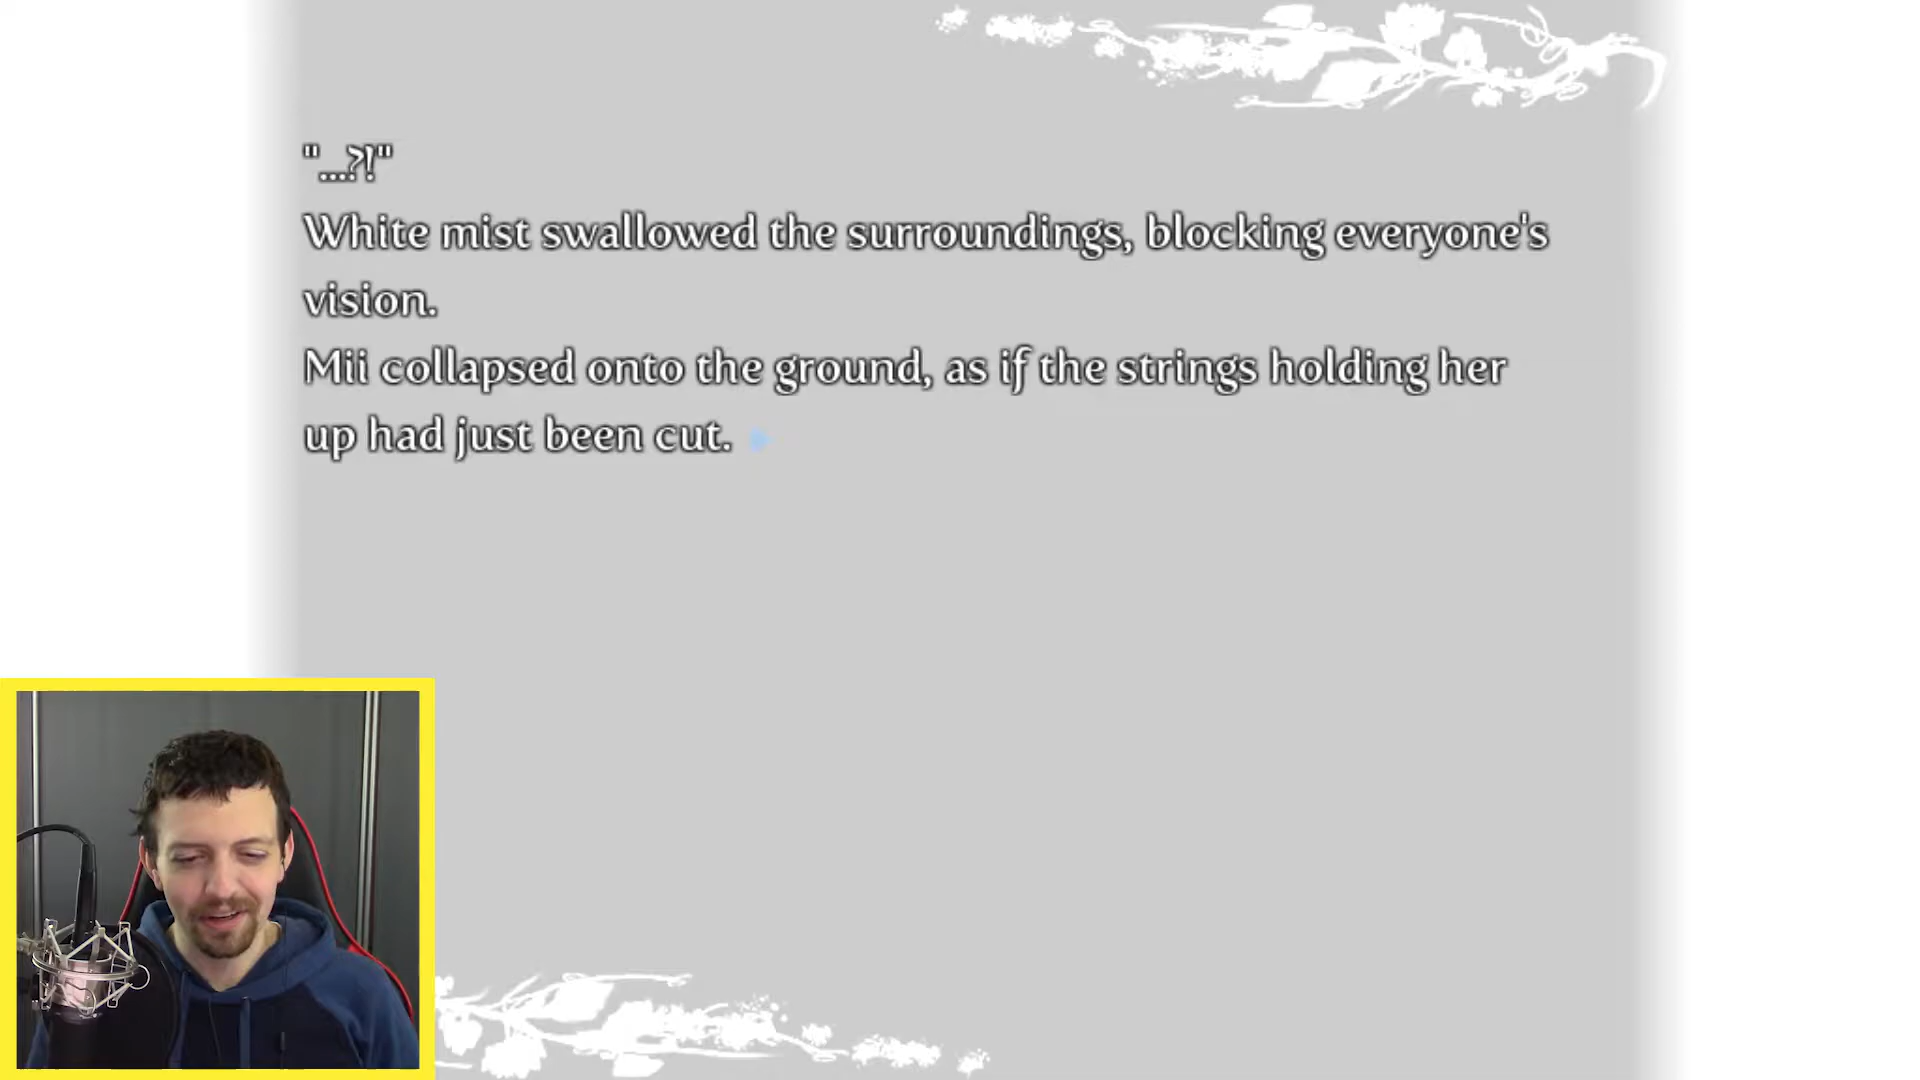 "...?!"
White mist swallowed the surroundings, blocking everyone's
vision.
Mii collapsed onto the ground, as if the strings holding her
up had just been cut.